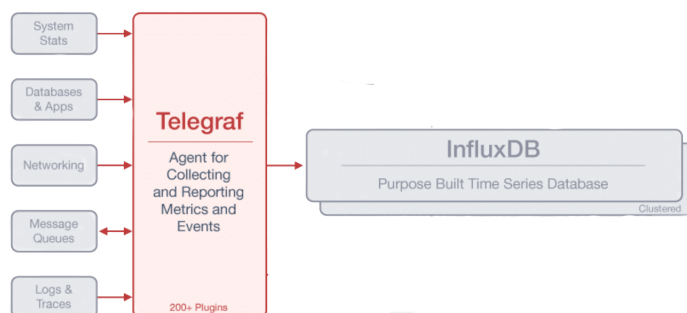 System
Stats
Databases
& Apps
Networking
Message
Queues
Logs &
Traces
Telegraf
Agent for
Collecting
and Reporting
Metrics and
Events
200+ Plugins
InfluxDB
Purpose Built Time Series Database
Clustered